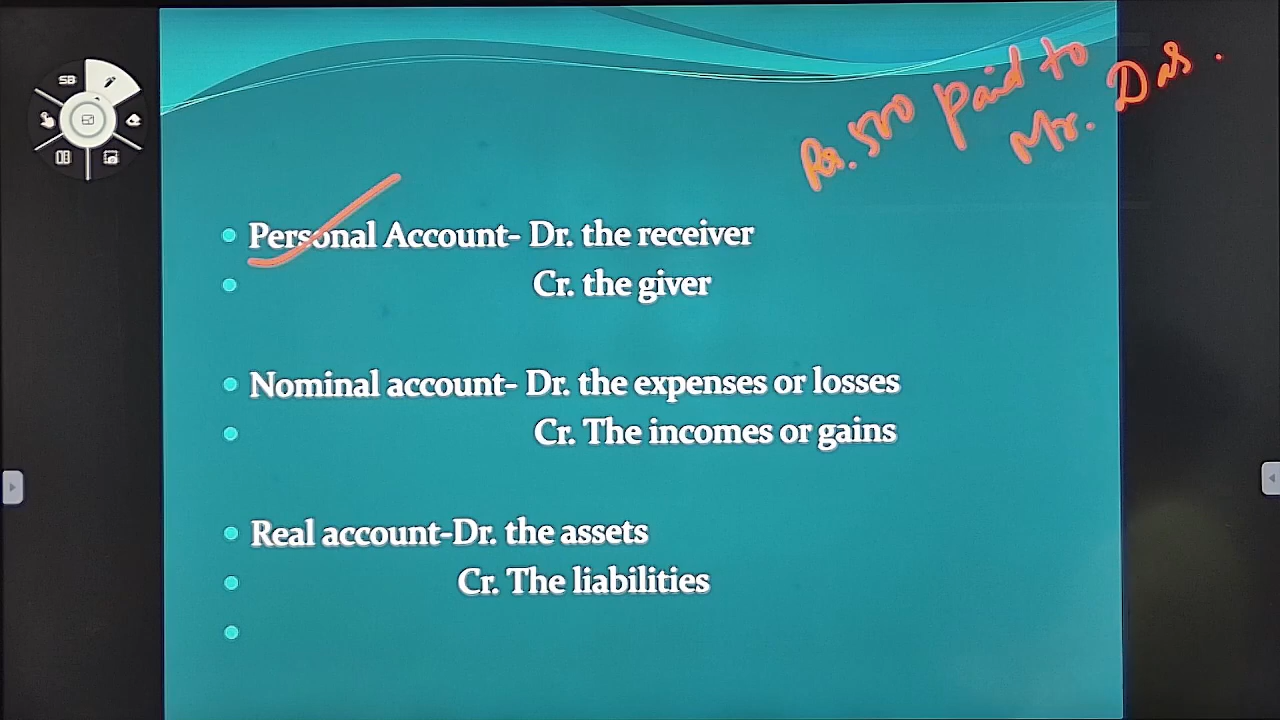 SB
Rs. 500 paid to
Mr. Das.
Personal Account- Dr. the receiver
Cr. the giver
Nominal account- Dr. the expenses or losses
Cr. The incomes or gains
Real account-Dr. the assets
Cr. The liabilities